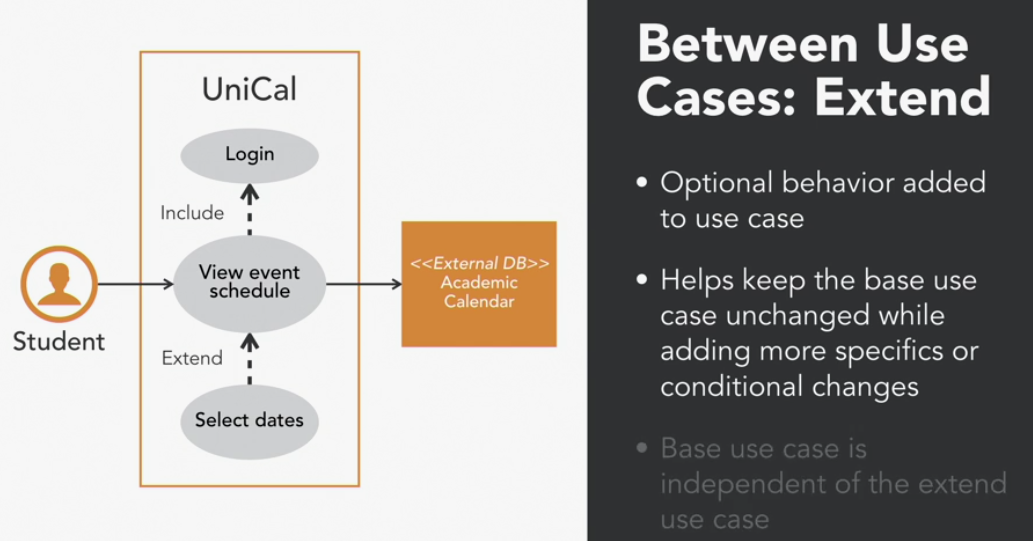 UniCal
Login
Include
View event
schedule
<<External DB>>
Academic
Calendar
Student
Extend
Select dates
Between Use
Cases: Extend
• Optional behavior added
to use case
• Helps keep the base use
case unchanged while
adding more specifics or
conditional changes
• Base use case is
independent of the extend
use case